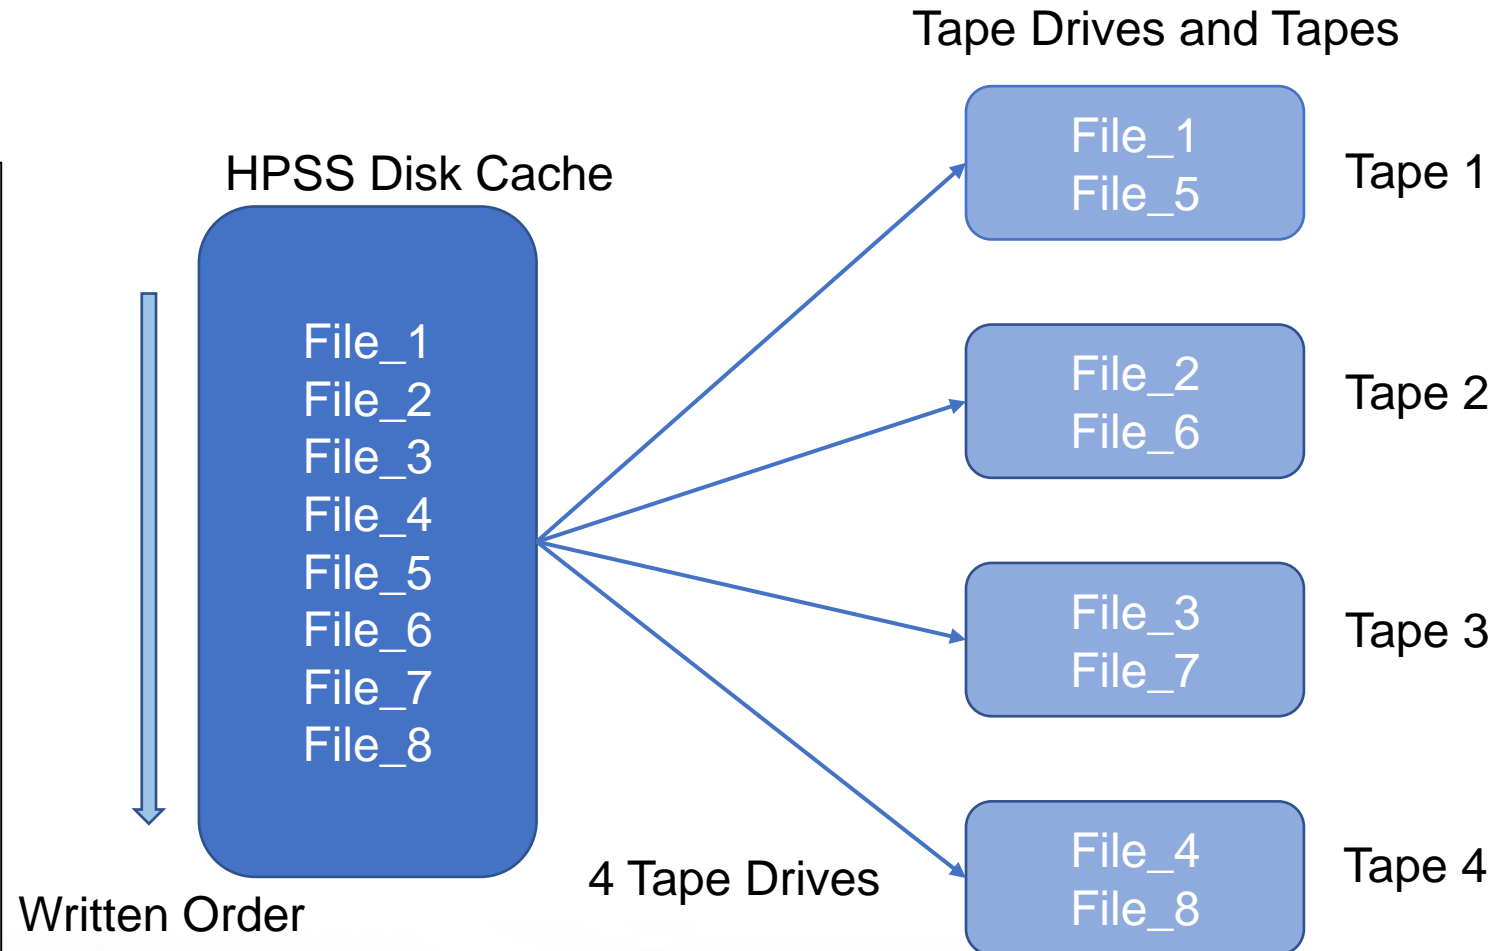 Tape Drives and Tapes
HPSS Disk Cache
File_1
File_2
File_3
File_4
File_5
File_6
File_7
File_8
Written Order
4 Tape Drives
File_1
File_5
Tape 1
File_2
File_6
Tape 2
File_3
File_7
Tape 3
File_4
File_8
Tape 4